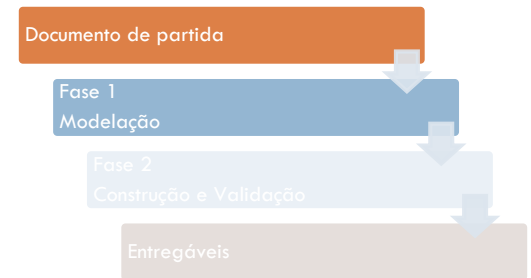 Documento de partida
Fase 1
Modelação
Fase 2
Construção e Validação
Entregáveis